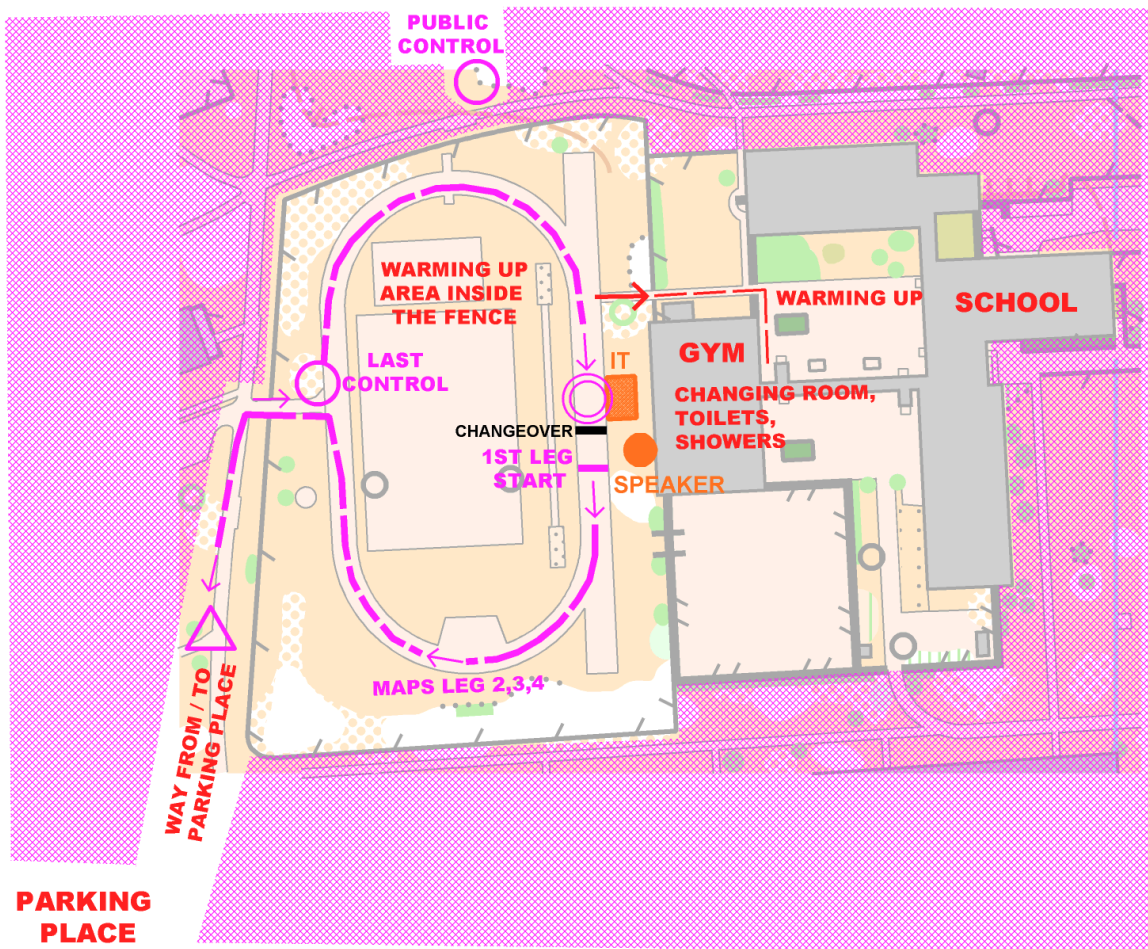 PUBLIC
CONTROL
WARMING UP
AREA INSIDE
THE FENCE
WARMING UP
SCHOOL
GYM
IT
LAST
CONTROL
CHANGING ROOM,
TOILETS,
SHOWERS
CHANGEOVER
1ST LEG
START
SPEAKER
MAPS LEG 2,3,4
WAY FROM / TO
PARKING PLACE
PARKING
PLACE